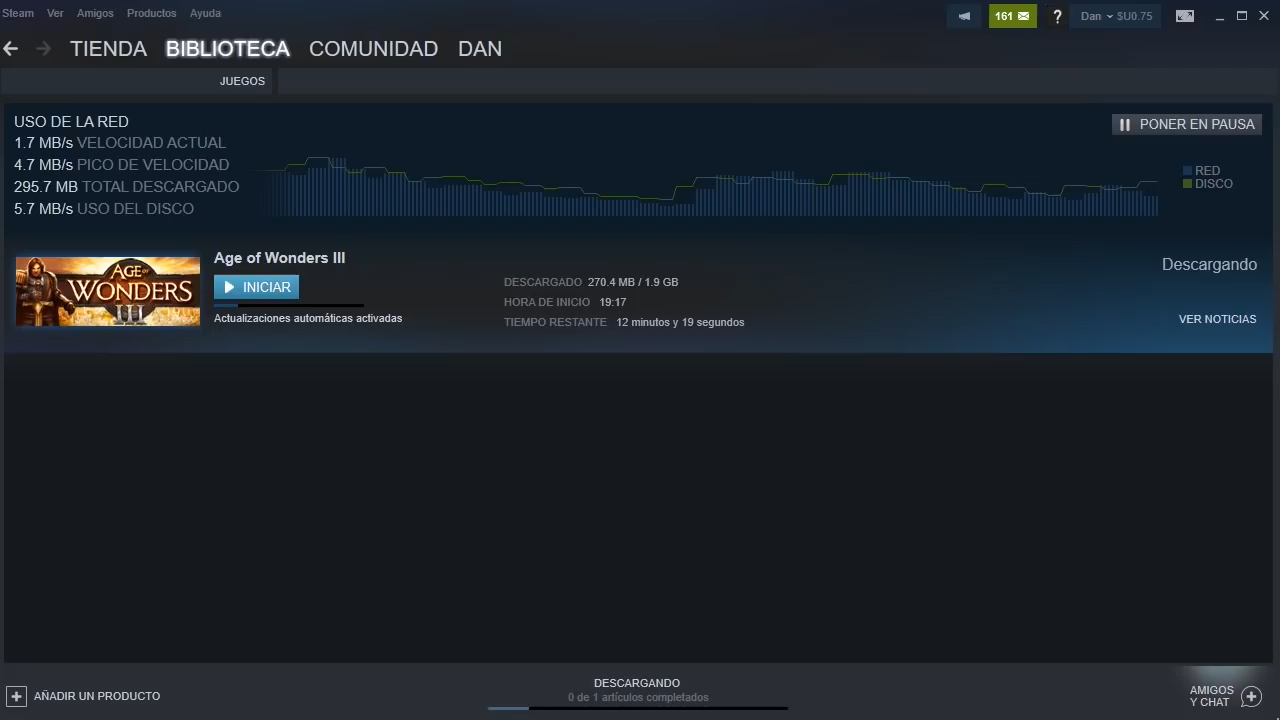 Steam Ver Amigos Productos Ayuda
161 ? Dan $U0.75
TIENDA BIBLIOTECA COMUNIDAD DAN
JUEGOS
USO DE LA RED
1.7 MB/s VELOCIDAD ACTUAL
4.7 MB/s PICO DE VELOCIDAD
295.7 MB TOTAL DESCARGADO
5.7 MB/s USO DEL DISCO
PONER EN PAUSA
RED
DISCO
AGE OF
WONDERS
III
Age of Wonders III
INICIAR
Actualizaciones automáticas activadas
DESCARGADO 270.4 MB / 1.9 GB
HORA DE INICIO 19:17
TIEMPO RESTANTE 12 minutos y 19 segundos
Descargando
VER NOTICIAS
AÑADIR UN PRODUCTO
DESCARGANDO
0 de 1 artículos completados
AMIGOS
Y CHAT